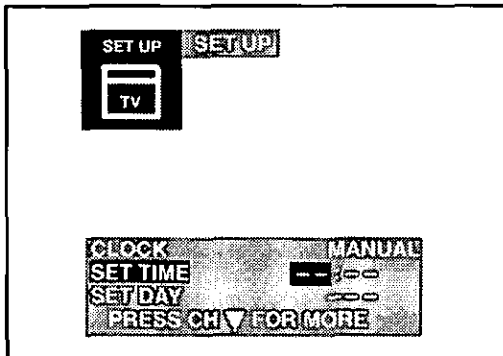 SET UP SET UP
TV
CLOCK MANUAL
SET TIME --:--
SET DAY ---
PRESS CH▼ FOR MORE